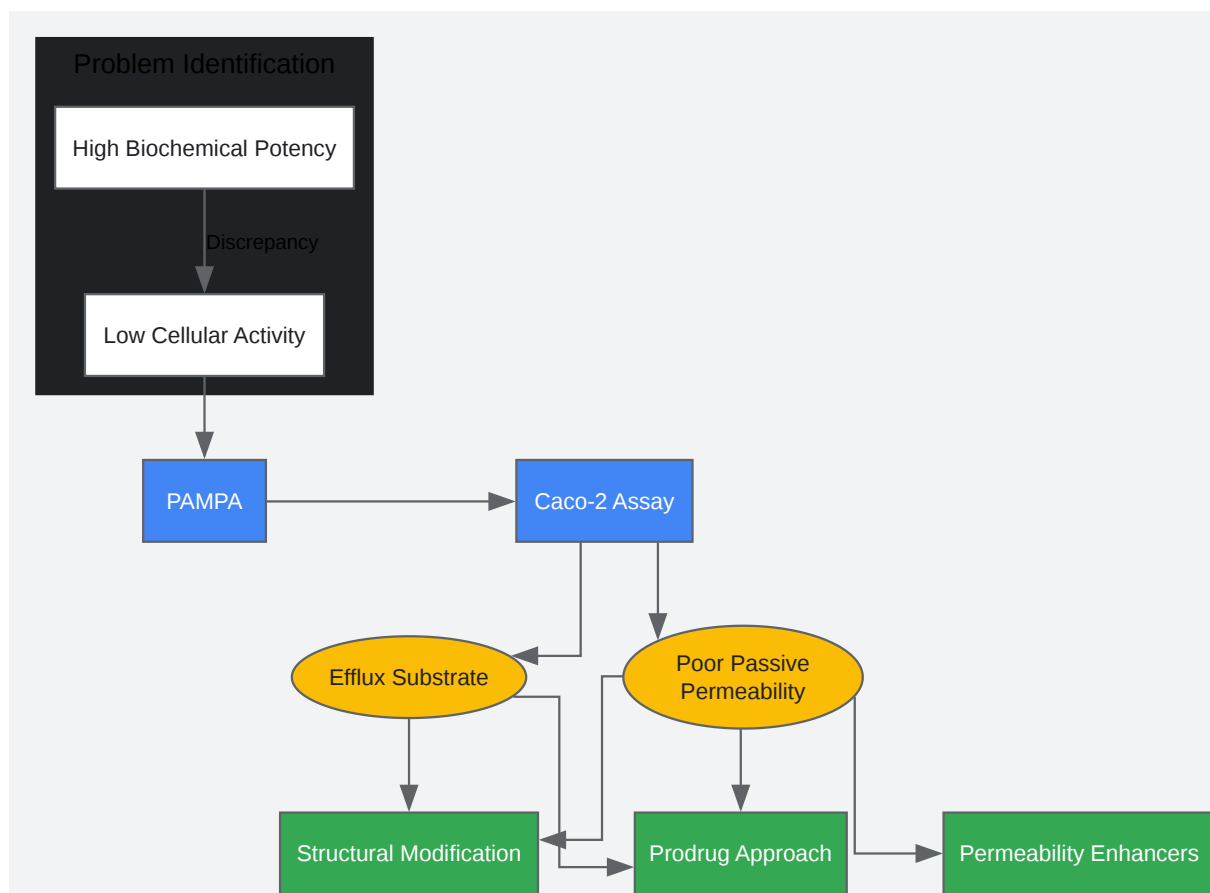 Problem Identification
High Biochemical Potency
Discrepancy
Low Cellular Activity
PAMPA
Caco-2 Assay
Efflux Substrate
Poor Passive
Permeability
Structural Modification
Prodrug Approach
Permeability Enhancers